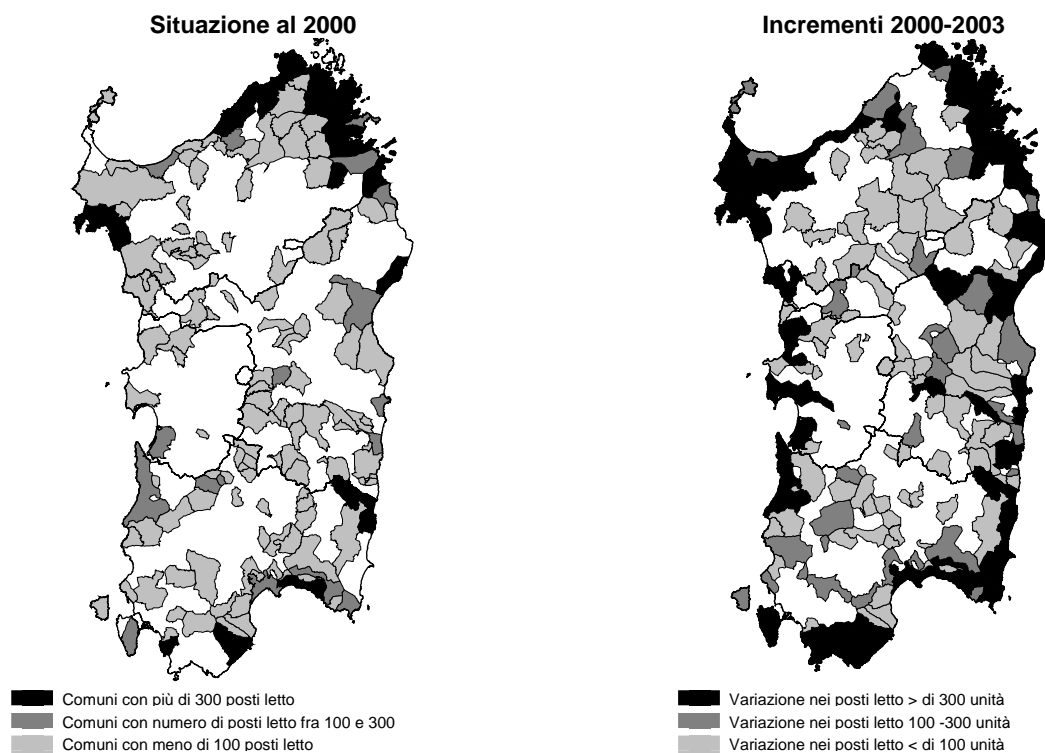 Situazione al 2000
Incrementi 2000-2003
Comuni con più di 300 posti letto
Comuni con numero di posti letto fra 100 e 300
Comuni con meno di 100 posti letto
Variazione nei posti letto > di 300 unità
Variazione nei posti letto 100 -300 unità
Variazione nei posti letto < di 100 unità